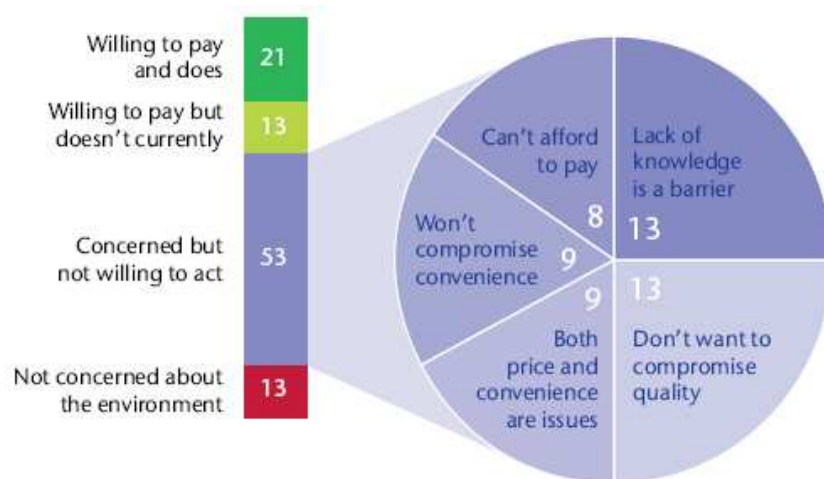 Willing to pay
and does
21
Willing to pay but
doesn't currently
13
Concerned but
not willing to act
53
Not concerned about
the environment
13
Can't afford
to pay
8
Lack of
knowledge
is a barrier
13
Won't
compromise
convenience
9
9
Both
price and
convenience
are issues
13
Don't want to
compromise
quality